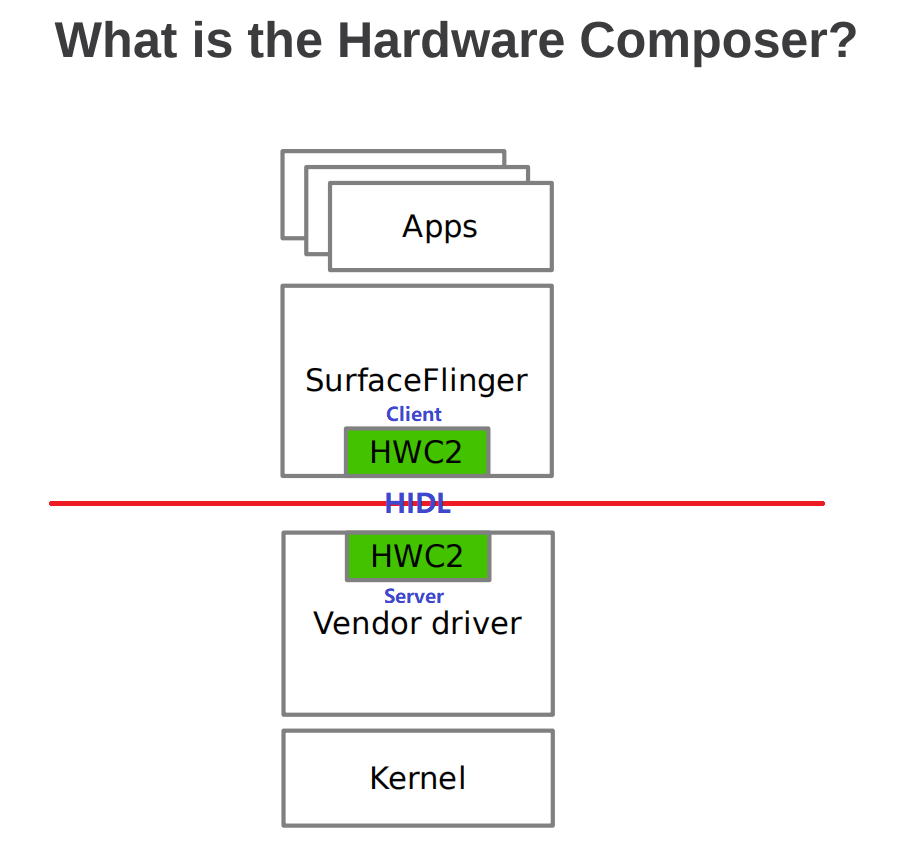 What is the Hardware Composer?
Apps
SurfaceFlinger
Client
HWC2
HIDL
HWC2
Server
Vendor driver
Kernel